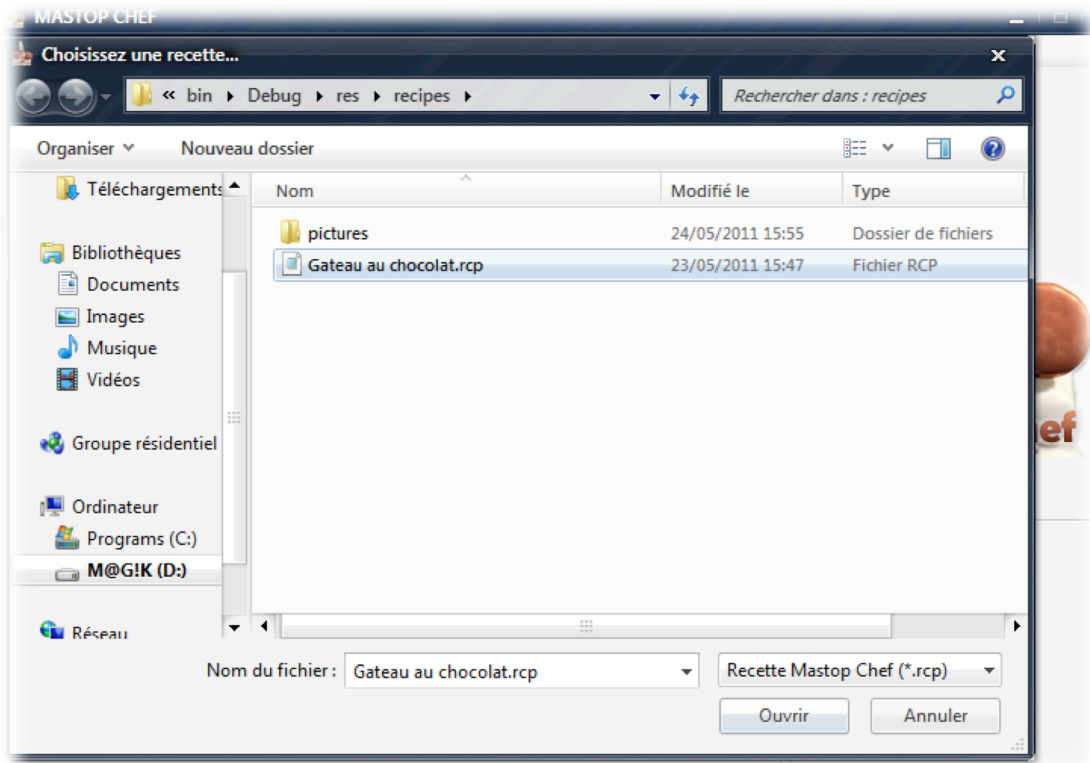 MASTOP CHEF
Choisissez une recette...
« bin Debug res recipes
Rechercher dans : recipes
Organiser Nouveau dossier
Téléchargements
Nom Modifié le Type
pictures 24/05/2011 15:55 Dossier de fichiers
Gateau au chocolat.rcp 23/05/2011 15:47 Fichier RCP
Bibliothèques
Documents
Images
Musique
Vidéos
Groupe résidentiel
Ordinateur
Programs (C:)
M@G!K (D:)
Réseau
ef
Nom du fichier : Gateau au chocolat.rcp Recette Mastop Chef (*.rcp)
Ouvrir Annuler